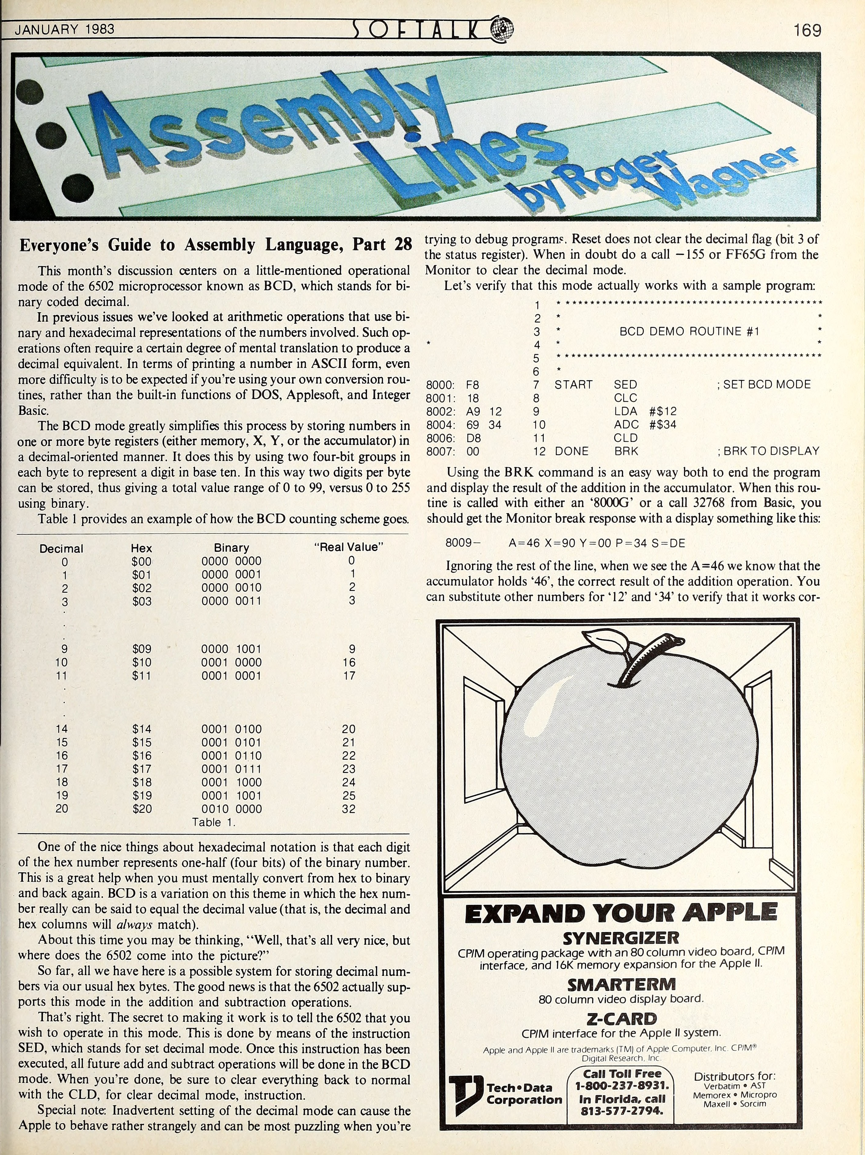 JANUARY 1983
SOFTALK
169
Assembly
Lines
by Roger
Wagner
Everyone's Guide to Assembly Language, Part 28
This month's discussion centers on a little-mentioned operational
mode of the 6502 microprocessor known as BCD, which stands for bi-
nary coded decimal.
In previous issues we've looked at arithmetic operations that use bi-
nary and hexadecimal representations of the numbers involved. Such op-
erations often require a certain degree of mental translation to produce a
decimal equivalent. In terms of printing a number in ASCII form, even
more difficulty is to be expected if you're using your own conversion rou-
tines, rather than the built-in functions of DOS, Applesoft, and Integer
Basic.
The BCD mode greatly simplifies this process by storing numbers in
one or more byte registers (either memory, X, Y, or the accumulator) in
a decimal-oriented manner. It does this by using two four-bit groups in
each byte to represent a digit in base ten. In this way two digits per byte
can be stored, thus giving a total value range of 0 to 99, versus 0 to 255
using binary.
Table 1 provides an example of how the BCD counting scheme goes.
Decimal Hex Binary "Real Value"
0 $00 0000 0000 0
1 $01 0000 0001 1
2 $02 0000 0010 2
3 $03 0000 0011 3
.
.
.
9 $09 0000 1001 9
10 $10 0001 0000 16
11 $11 0001 0001 17
.
.
.
14 $14 0001 0100 20
15 $15 0001 0101 21
16 $16 0001 0110 22
17 $17 0001 0111 23
18 $18 0001 1000 24
19 $19 0001 1001 25
20 $20 0010 0000 32
Table 1.
One of the nice things about hexadecimal notation is that each digit
of the hex number represents one-half (four bits) of the binary number.
This is a great help when you must mentally convert from hex to binary
and back again. BCD is a variation on this theme in which the hex num-
ber really can be said to equal the decimal value (that is, the decimal and
hex columns will always match).
About this time you may be thinking, "Well, that's all very nice, but
where does the 6502 come into the picture?"
So far, all we have here is a possible system for storing decimal num-
bers via our usual hex bytes. The good news is that the 6502 actually sup-
ports this mode in the addition and subtraction operations.
That's right. The secret to making it work is to tell the 6502 that you
wish to operate in this mode. This is done by means of the instruction
SED, which stands for set decimal mode. Once this instruction has been
executed, all future add and subtract operations will be done in the BCD
mode. When you're done, be sure to clear everything back to normal
with the CLD, for clear decimal mode, instruction.
Special note: Inadvertent setting of the decimal mode can cause the
Apple to behave rather strangely and can be most puzzling when you're
trying to debug programs. Reset does not clear the decimal flag (bit 3 of
the status register). When in doubt do a call −155 or FF65G from the
Monitor to clear the decimal mode.
Let's verify that this mode actually works with a sample program:
1 *******************************************
2 * *
3 * BCD DEMO ROUTINE #1 *
* 4 * *
5 *******************************************
6 *
8000: F8 7 START SED ; SET BCD MODE
8001: 18 8 CLC
8002: A9 12 9 LDA #$12
8004: 69 34 10 ADC #$34
8006: D8 11 CLD
8007: 00 12 DONE BRK ; BRK TO DISPLAY
Using the BRK command is an easy way both to end the program
and display the result of the addition in the accumulator. When this rou-
tine is called with either an '8000G' or a call 32768 from Basic, you
should get the Monitor break response with a display something like this:
8009− A=46 X=90 Y=00 P=34 S=DE
Ignoring the rest of the line, when we see the A=46 we know that the
accumulator holds '46', the correct result of the addition operation. You
can substitute other numbers for '12' and '34' to verify that it works cor-
EXPAND YOUR APPLE
SYNERGIZER
CP/M operating package with an 80 column video board, CP/M
interface, and 16K memory expansion for the Apple II.
SMARTERM
80 column video display board.
Z-CARD
CP/M interface for the Apple II system.
Apple and Apple II are trademarks (TM) of Apple Computer, Inc. CP/M®
Digital Research, Inc.
TD Tech•Data
Corporation
Call Toll Free
1-800-237-8931.
In Florida, call
813-577-2794.
Distributors for:
Verbatim • AST
Memorex • Micropro
Maxell • Sorcim